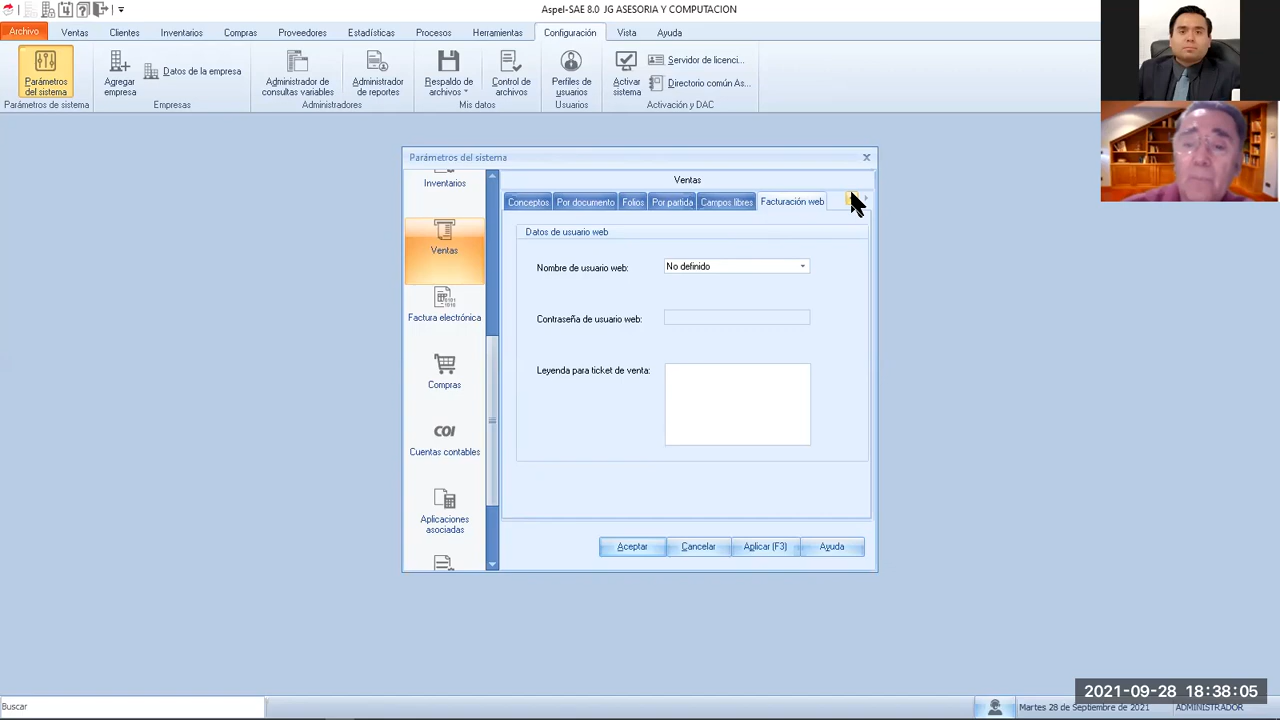 Aspel-SAE 8.0 JG ASESORIA Y COMPUTACION
Archivo Ventas Clientes Inventarios Compras Proveedores Estadísticas Procesos Herramientas Configuración Vista Ayuda
Parámetros del sistema
Agregar empresa
Datos de la empresa
Administrador de consultas variables
Administrador de reportes
Respaldo de archivos
Control de archivos
Perfiles de usuarios
Activar sistema
Servidor de licenci...
Directorio común As...
Parámetros de sistema Empresas Administradores Mis datos Usuarios Activación y DAC
Parámetros del sistema
Inventarios
Ventas
Factura electrónica
Compras
COI
Cuentas contables
Aplicaciones
asociadas
Ventas
Conceptos Por documento Folios Por partida Campos libres Facturación web
Datos de usuario web
Nombre de usuario web: No definido
Contraseña de usuario web:
Leyenda para ticket de venta:
Aceptar Cancelar Aplicar (F3) Ayuda
2021-09-28 18:38:05
Buscar
Martes 28 de Septiembre de 2021 ADMINISTRADOR